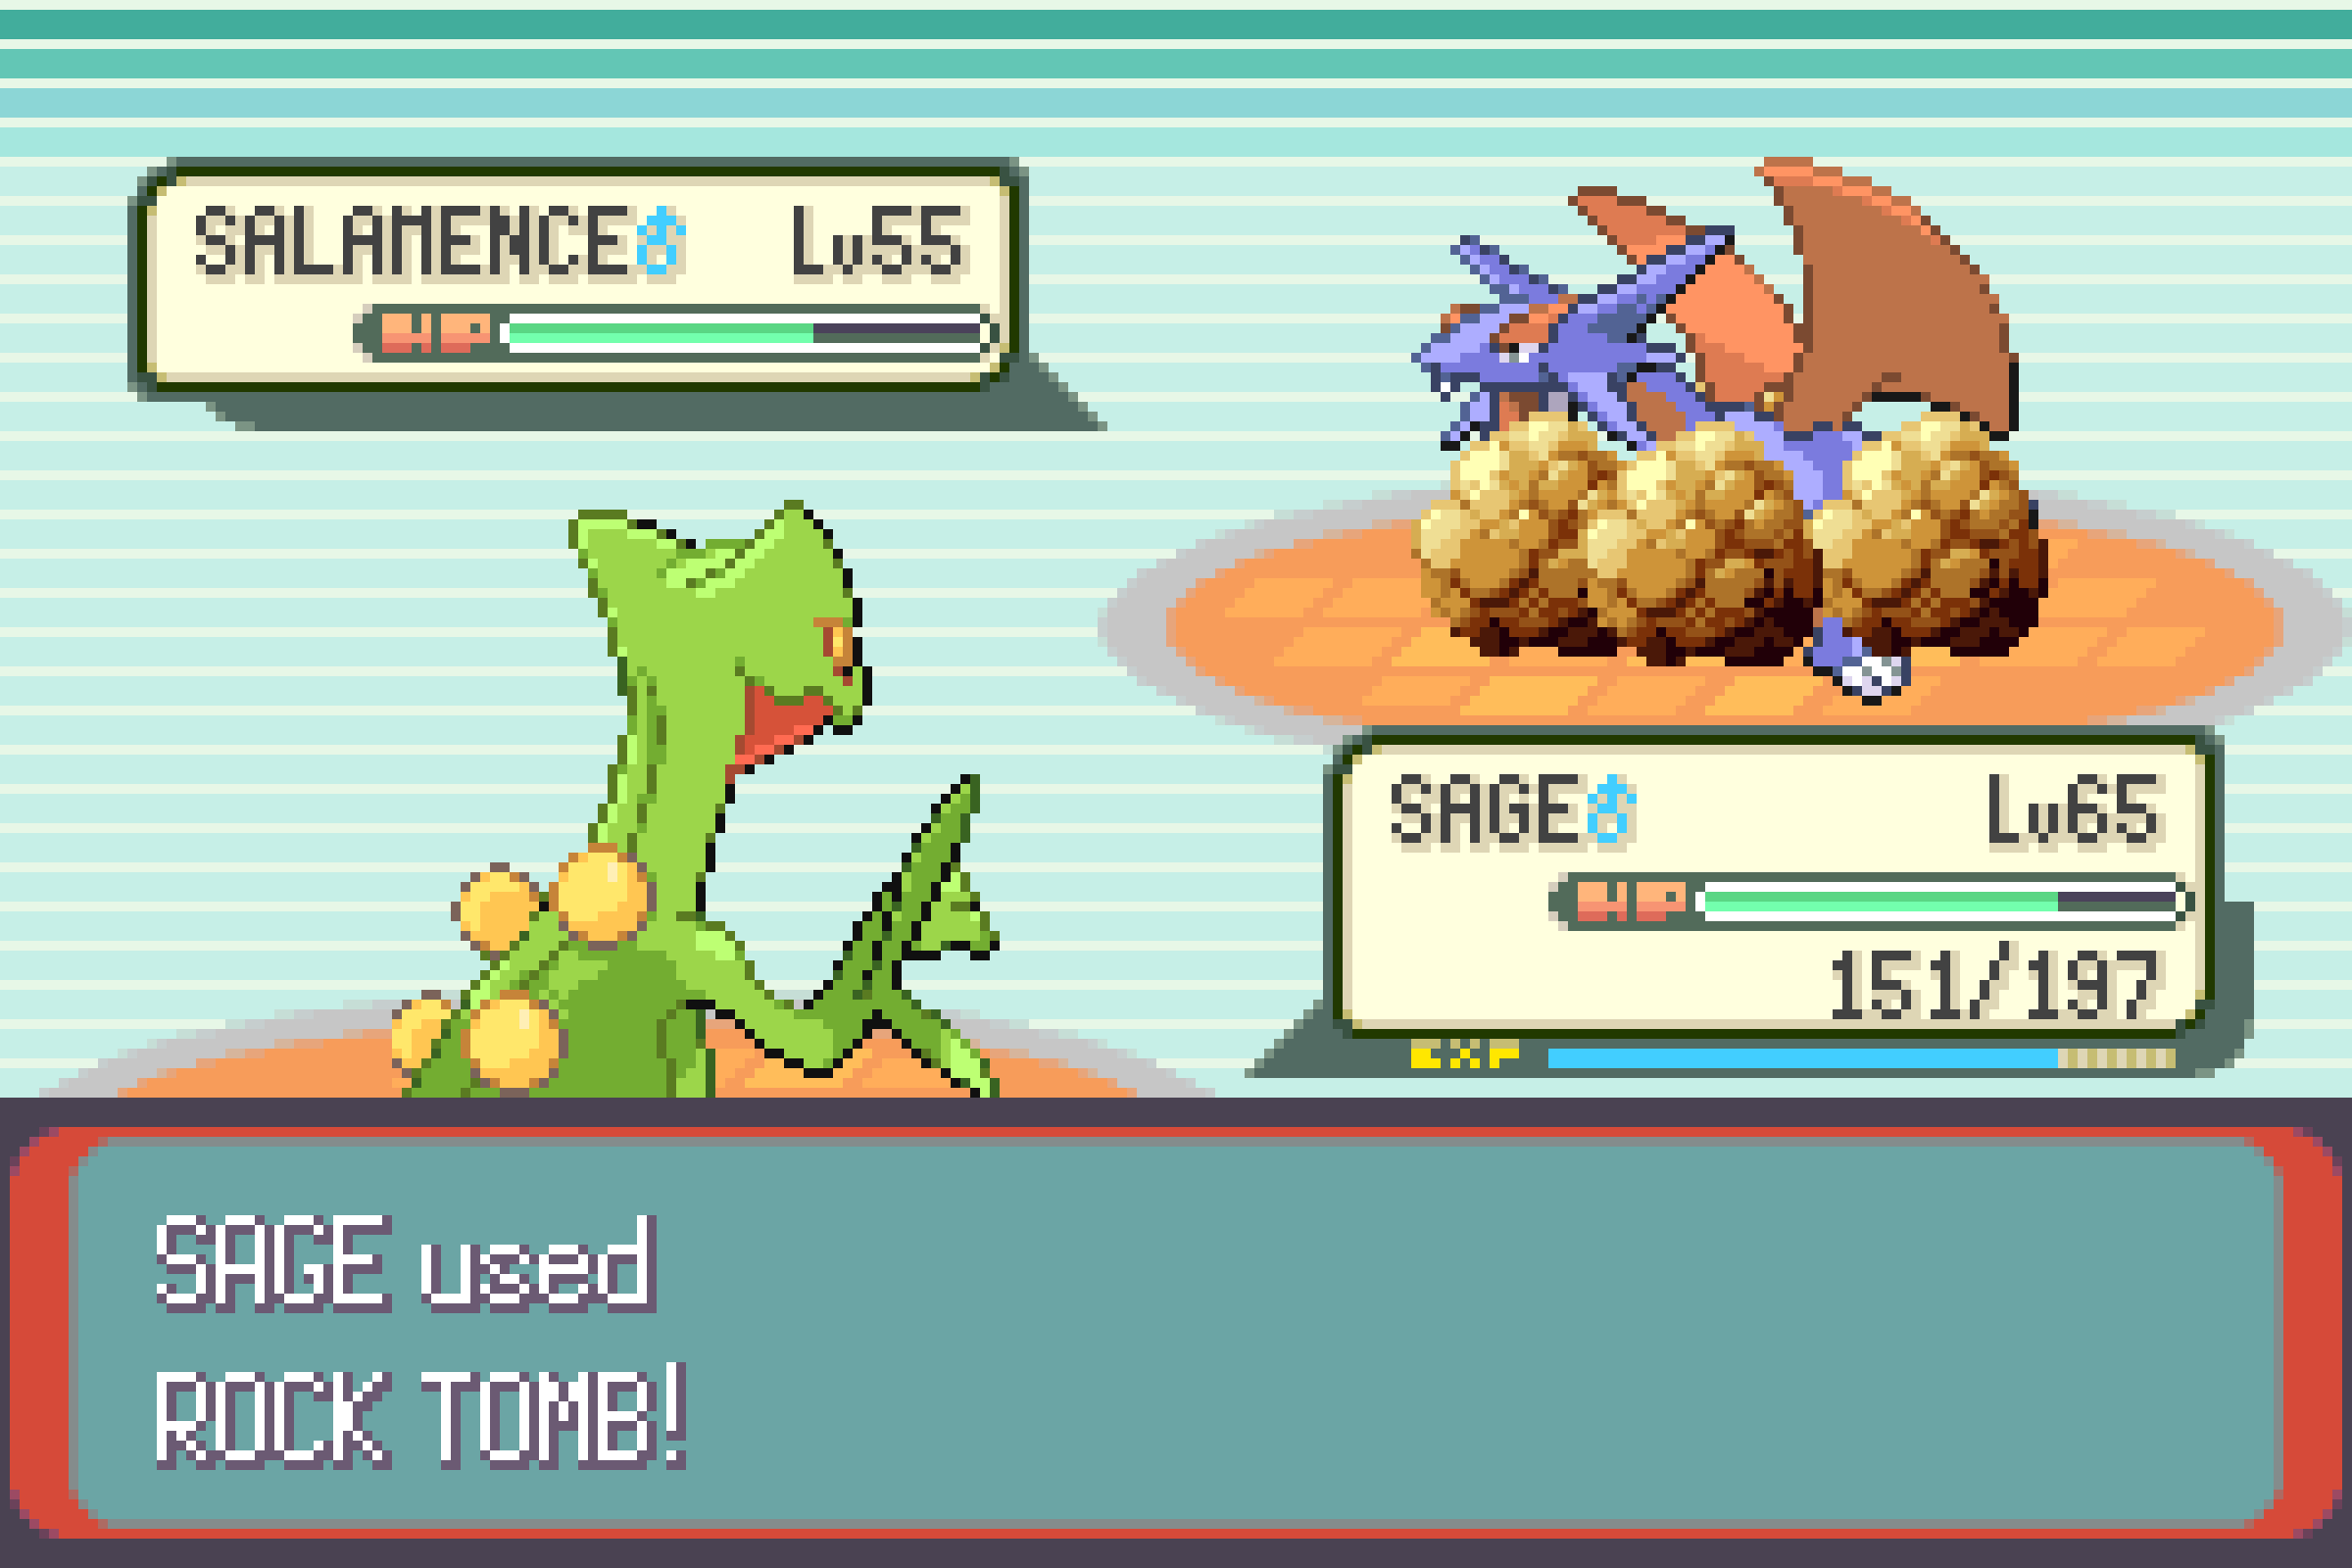 SALAMENCE♂ Lv55
HP
SAGE♂ Lv65
HP
151/197
EXP
SAGE used
ROCK TOMB!